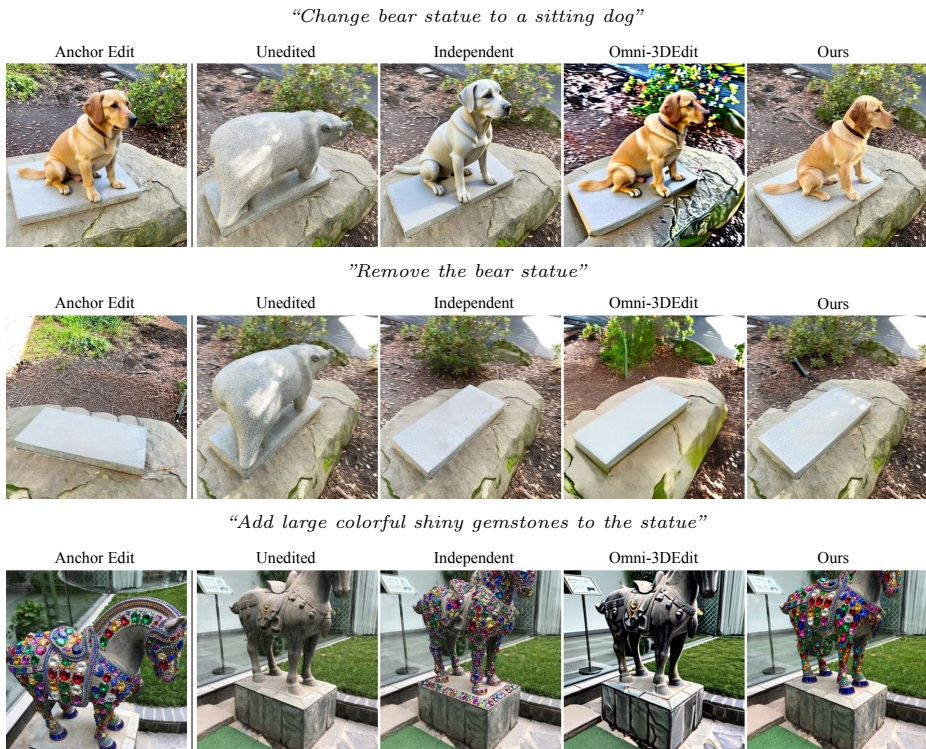 “Change bear statue to a sitting dog”
Anchor Edit Unedited Independent Omni-3DEdit Ours
”Remove the bear statue”
Anchor Edit Unedited Independent Omni-3DEdit Ours
“Add large colorful shiny gemstones to the statue”
Anchor Edit Unedited Independent Omni-3DEdit Ours